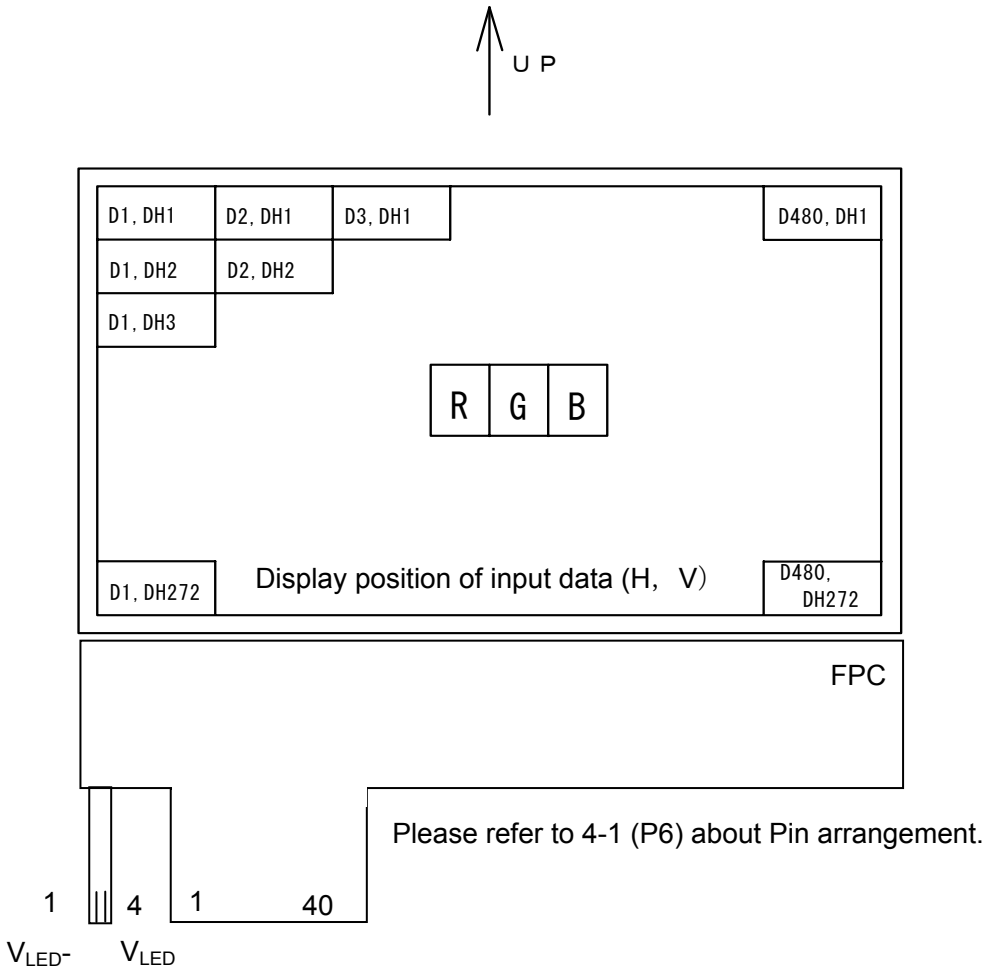 UP
D1, DH1 D2, DH1 D3, DH1 D480, DH1
D1, DH2 D2, DH2
D1, DH3
R G B
D1, DH272 Display position of input data (H, V) D480,
DH272
FPC
Please refer to 4-1 (P6) about Pin arrangement.
1 4 1 40
VLED- VLED